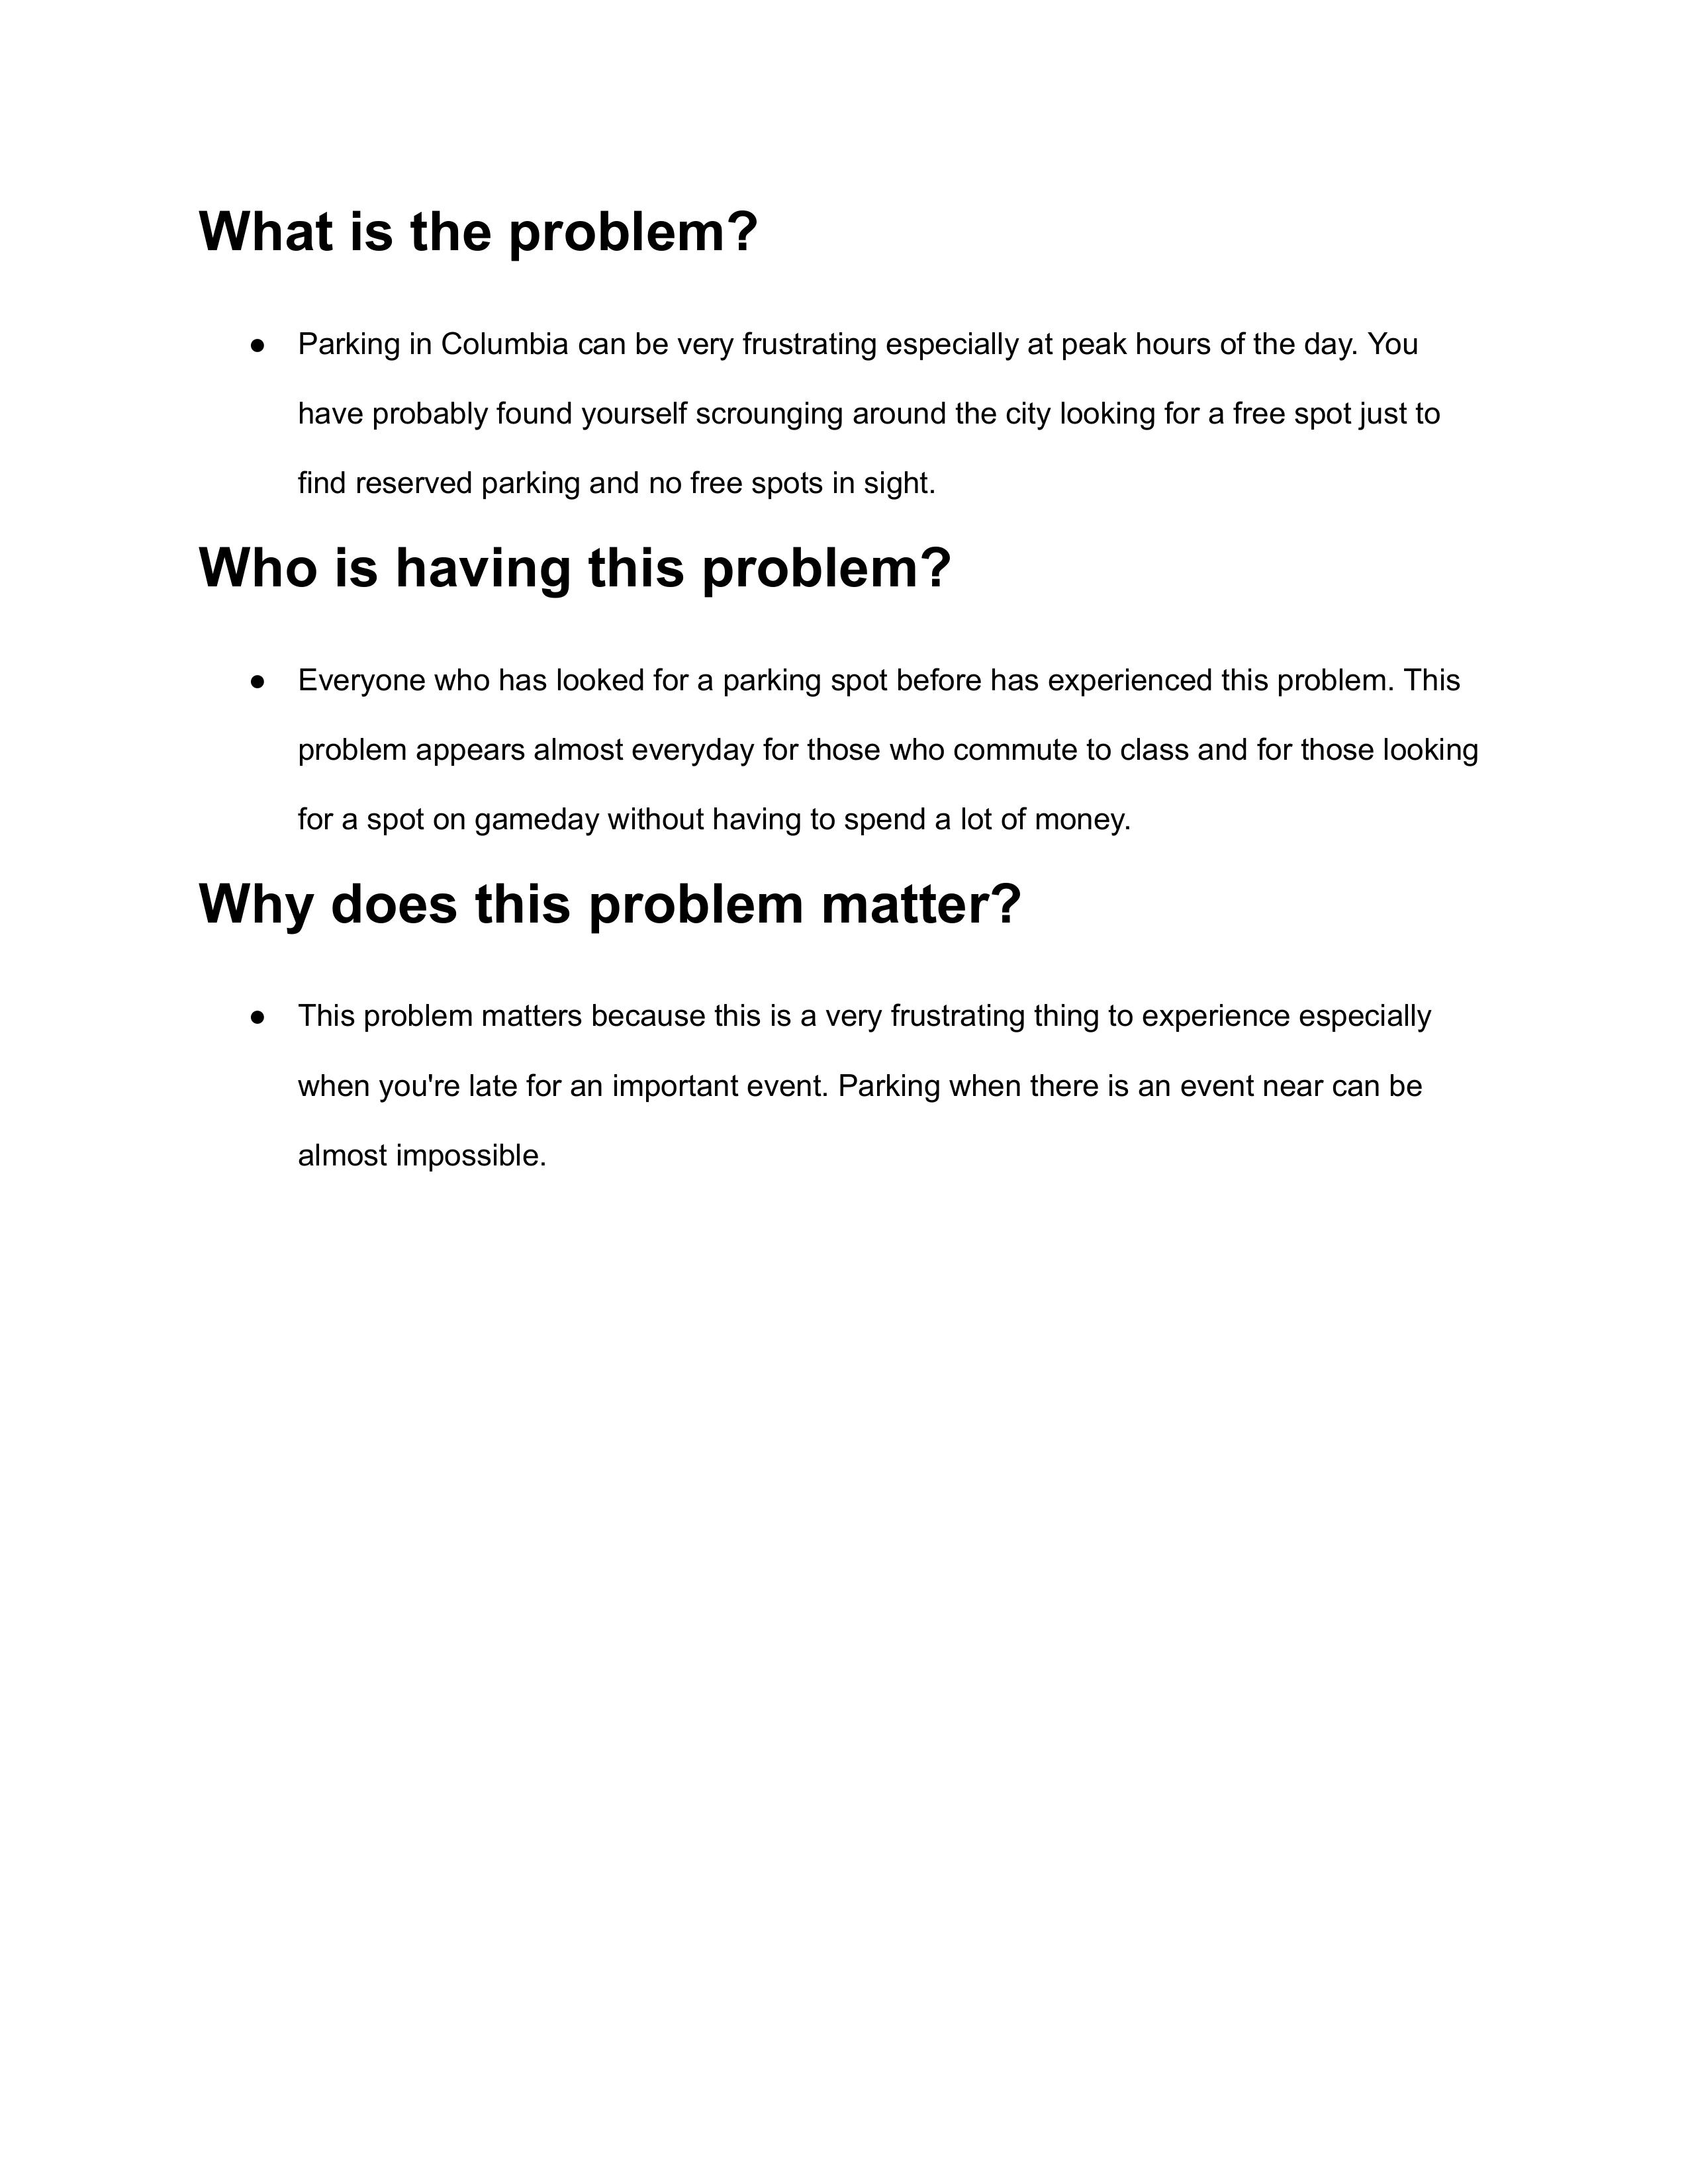 What is the problem?
● Parking in Columbia can be very frustrating especially at peak hours of the day. You
have probably found yourself scrounging around the city looking for a free spot just to
find reserved parking and no free spots in sight.
Who is having this problem?
● Everyone who has looked for a parking spot before has experienced this problem. This
problem appears almost everyday for those who commute to class and for those looking
for a spot on gameday without having to spend a lot of money.
Why does this problem matter?
● This problem matters because this is a very frustrating thing to experience especially
when you're late for an important event. Parking when there is an event near can be
almost impossible.